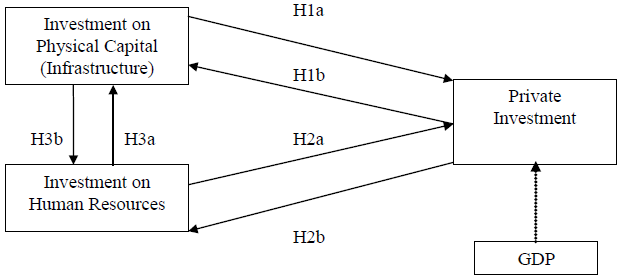 Investment on
Physical Capital
(Infrastructure)
H1a
H1b
Private
Investment
H3b
H3a
H2a
Investment on
Human Resources
H2b
GDP